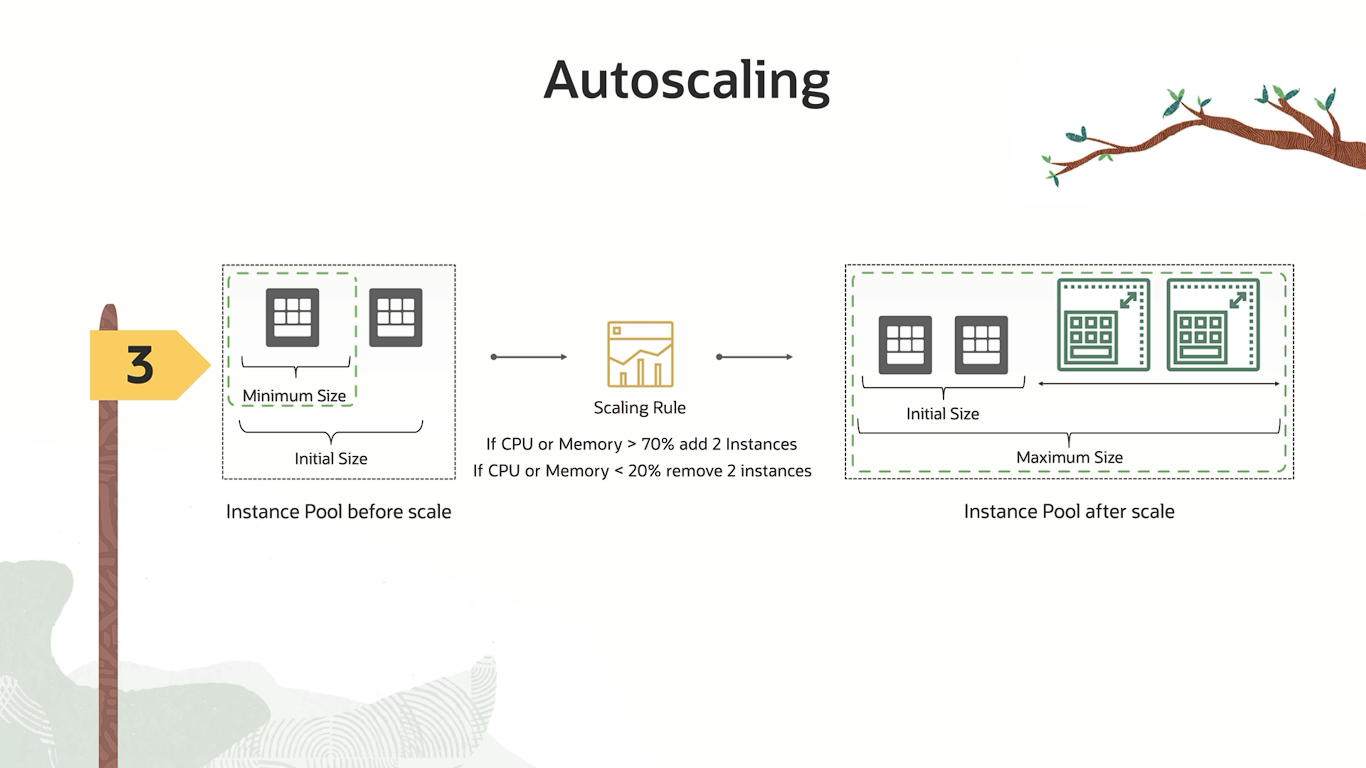 Autoscaling
3
Minimum Size
Initial Size
Instance Pool before scale
Scaling Rule
If CPU or Memory > 70% add 2 Instances
If CPU or Memory < 20% remove 2 instances
Initial Size
Maximum Size
Instance Pool after scale